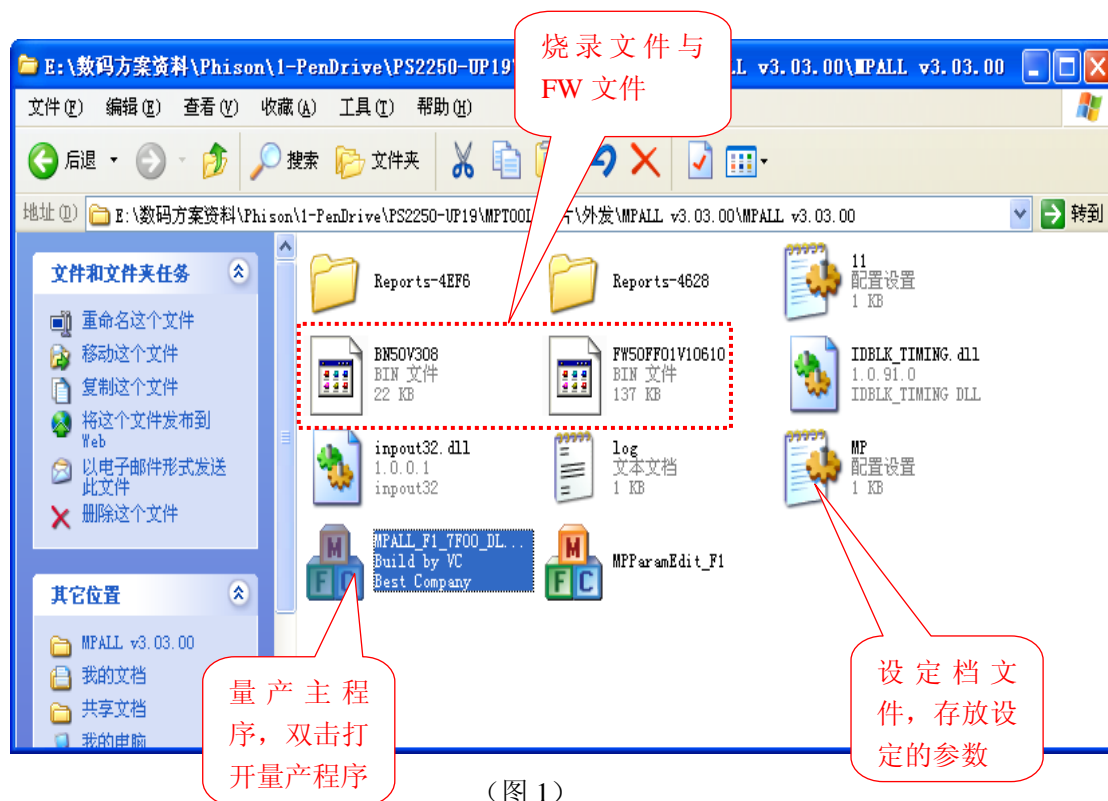 烧录文件与
FW 文件
E:\数码方案资料\Phison\1-PenDrive\PS2250-UP19
LL v3.03.00\MPALL v3.03.00
文件(F) 编辑(E) 查看(V) 收藏(A) 工具(T) 帮助(H)
后退 搜索 文件夹
地址(D) E:\数码方案资料\Phison\1-PenDrive\PS2250-UP19\MPTOOL 片\外发\MPALL v3.03.00\MPALL v3.03.00 转到
文件和文件夹任务
重命名这个文件
移动这个文件
复制这个文件
将这个文件发布到
Web
以电子邮件形式发送
此文件
删除这个文件
其它位置
MPALL v3.03.00
我的文档
共享文档
我的电脑
Reports-4EF6
Reports-4628
11
配置设置
1 KB
BN50V308
BIN 文件
22 KB
FW50FF01V10610
BIN 文件
137 KB
IDBLK_TIMING.dll
1.0.91.0
IDBLK_TIMING DLL
inpout32.dll
1.0.0.1
inpout32
log
文本文档
1 KB
MP
配置设置
1 KB
MPALL_F1_7F00_DL...
Build by VC
Best Company
MPParamEdit_F1
量产主程
序，双击打
开量产程序
设定档文
件，存放设
定的参数
（图 1）